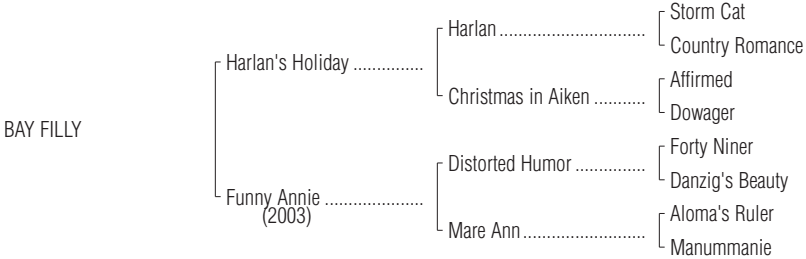 Storm Cat
Harlan ...............................
Country Romance
Harlan's Holiday ...............
Affirmed
Christmas in Aiken ...........
Dowager
BAY FILLY
Forty Niner
Distorted Humor ...............
Danzig's Beauty
Funny Annie .....................
(2003)
Aloma's Ruler
Mare Ann..........................
Manummanie